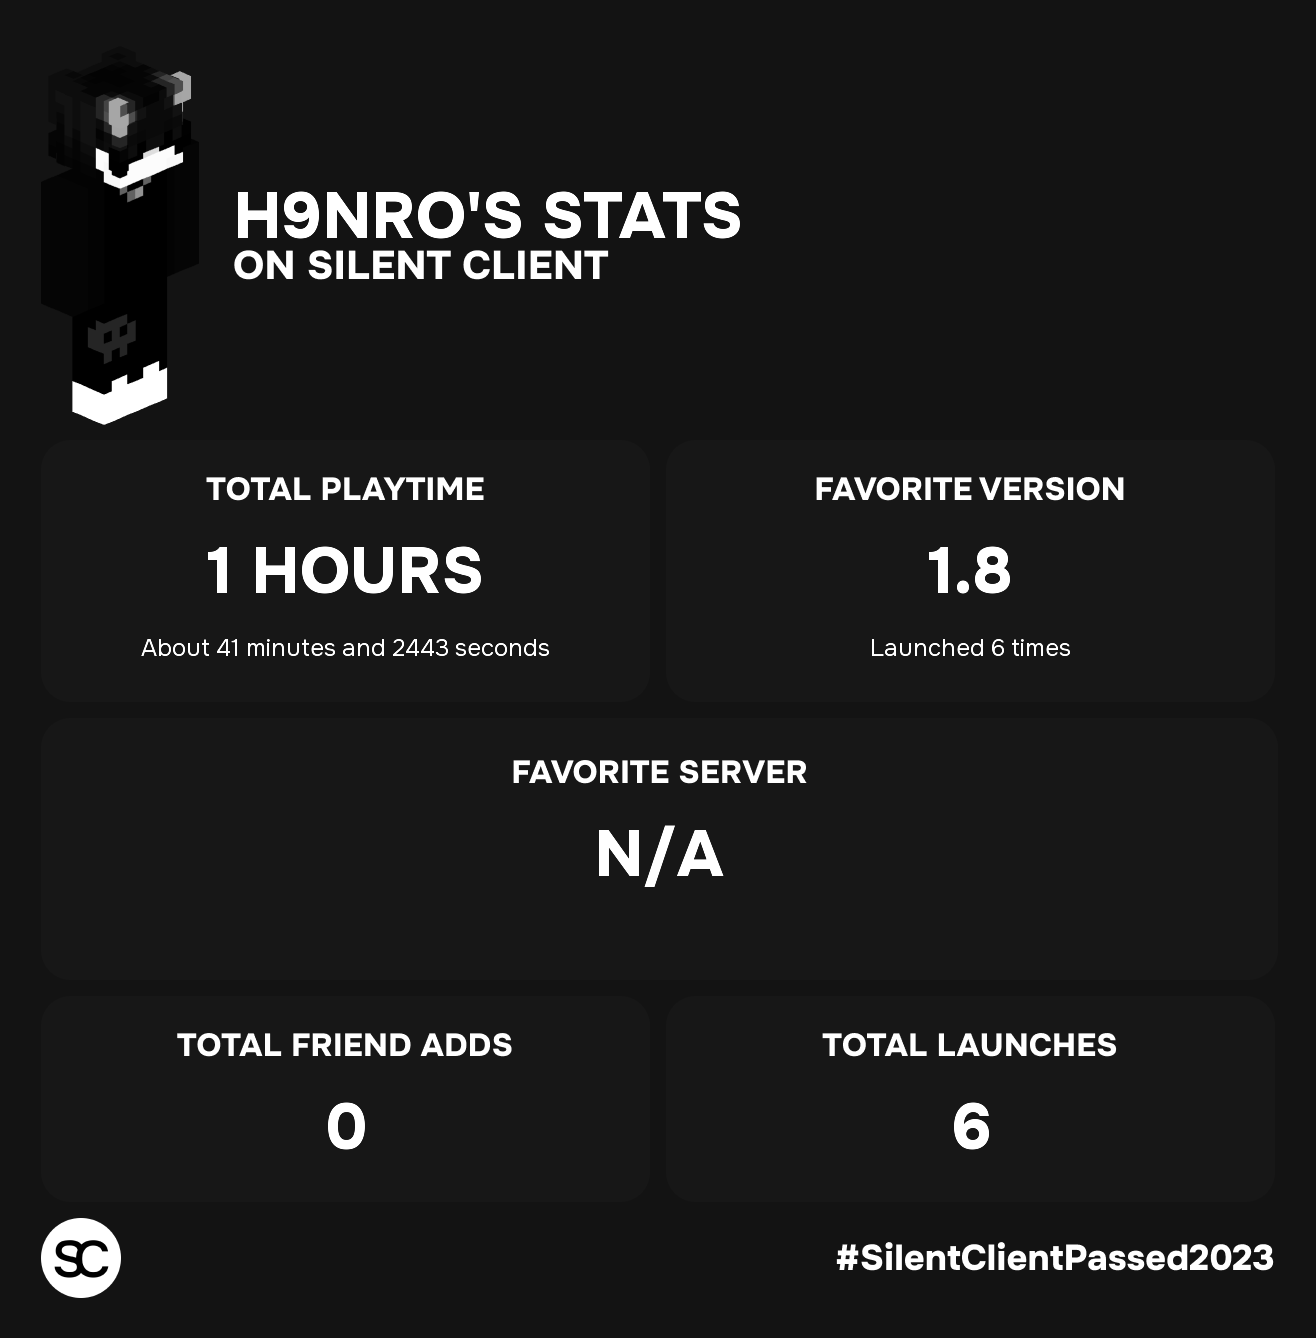 H9NRO'S STATS
ON SILENT CLIENT
TOTAL PLAYTIME
1 HOURS
About 41 minutes and 2443 seconds
FAVORITE VERSION
1.8
Launched 6 times
FAVORITE SERVER
N/A
TOTAL FRIEND ADDS
0
TOTAL LAUNCHES
6
SC
#SilentClientPassed2023